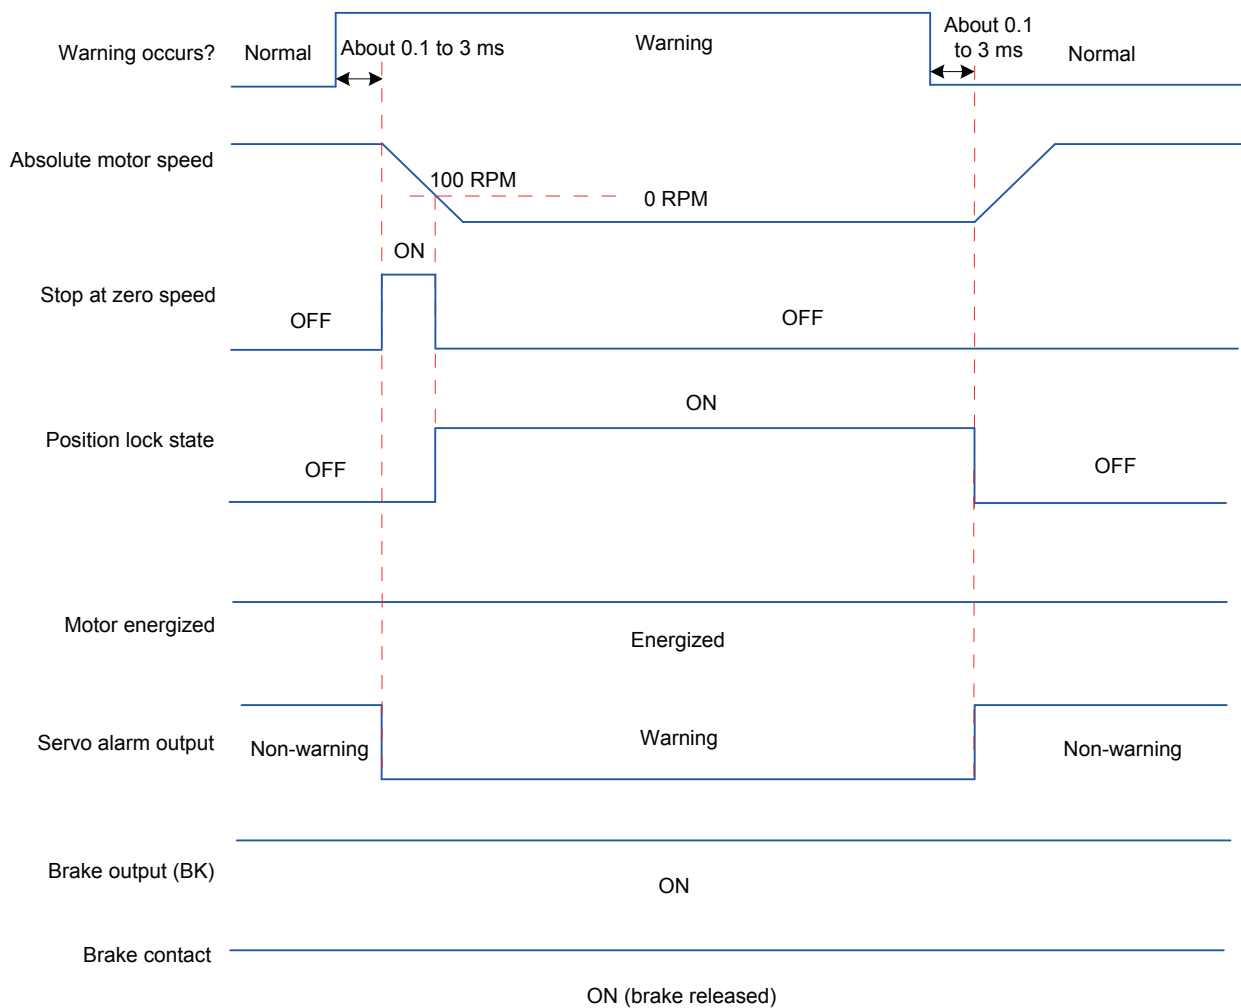 Warning occurs?
Normal
About 0.1 to 3 ms
Warning
About 0.1
to 3 ms
Normal
Absolute motor speed
100 RPM
0 RPM
Stop at zero speed
OFF
ON
OFF
Position lock state
OFF
ON
OFF
Motor energized
Energized
Servo alarm output
Non-warning
Warning
Non-warning
Brake output (BK)
ON
Brake contact
ON (brake released)